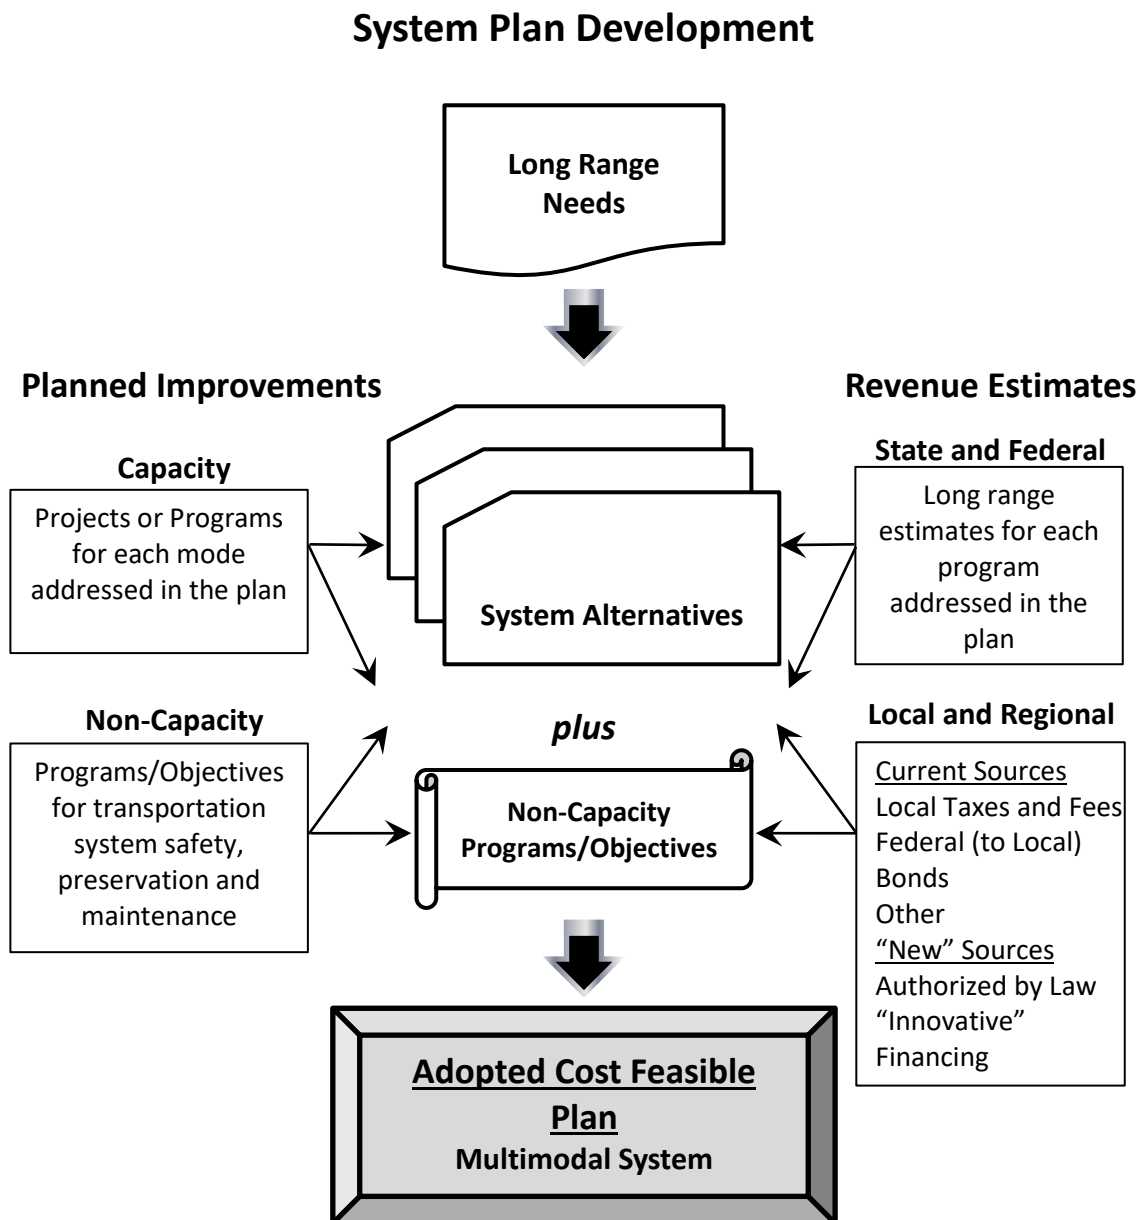 System Plan Development
Long Range
Needs
Planned Improvements
Capacity
Projects or Programs
for each mode
addressed in the plan
Non-Capacity
Programs/Objectives
for transportation
system safety,
preservation and
maintenance
System Alternatives
plus
Non-Capacity
Programs/Objectives
Revenue Estimates
State and Federal
Long range
estimates for each
program
addressed in the
plan
Local and Regional
Current Sources
Local Taxes and Fees
Federal (to Local)
Bonds
Other
“New” Sources
Authorized by Law
“Innovative”
Financing
Adopted Cost Feasible
Plan
Multimodal System